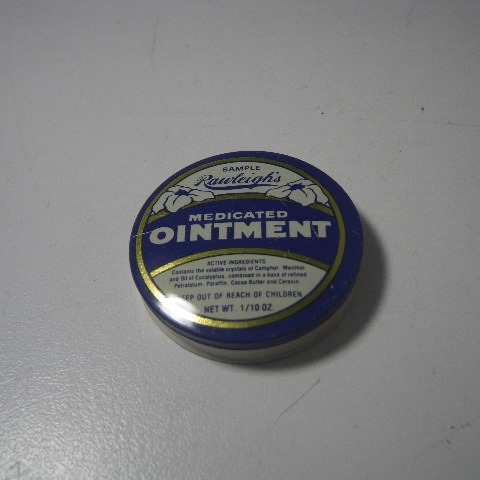 SAMPLE
Rawleigh's
MEDICATED
OINTMENT
ACTIVE INGREDIENTS
Contains the volatile crystals of Camphor, Menthol
and Oil of Eucalyptus, combined in a base of refined
Petrolatum, Paraffin, Cocoa Butter and Ceresin.
KEEP OUT OF REACH OF CHILDREN
NET WT. 1/10 OZ.